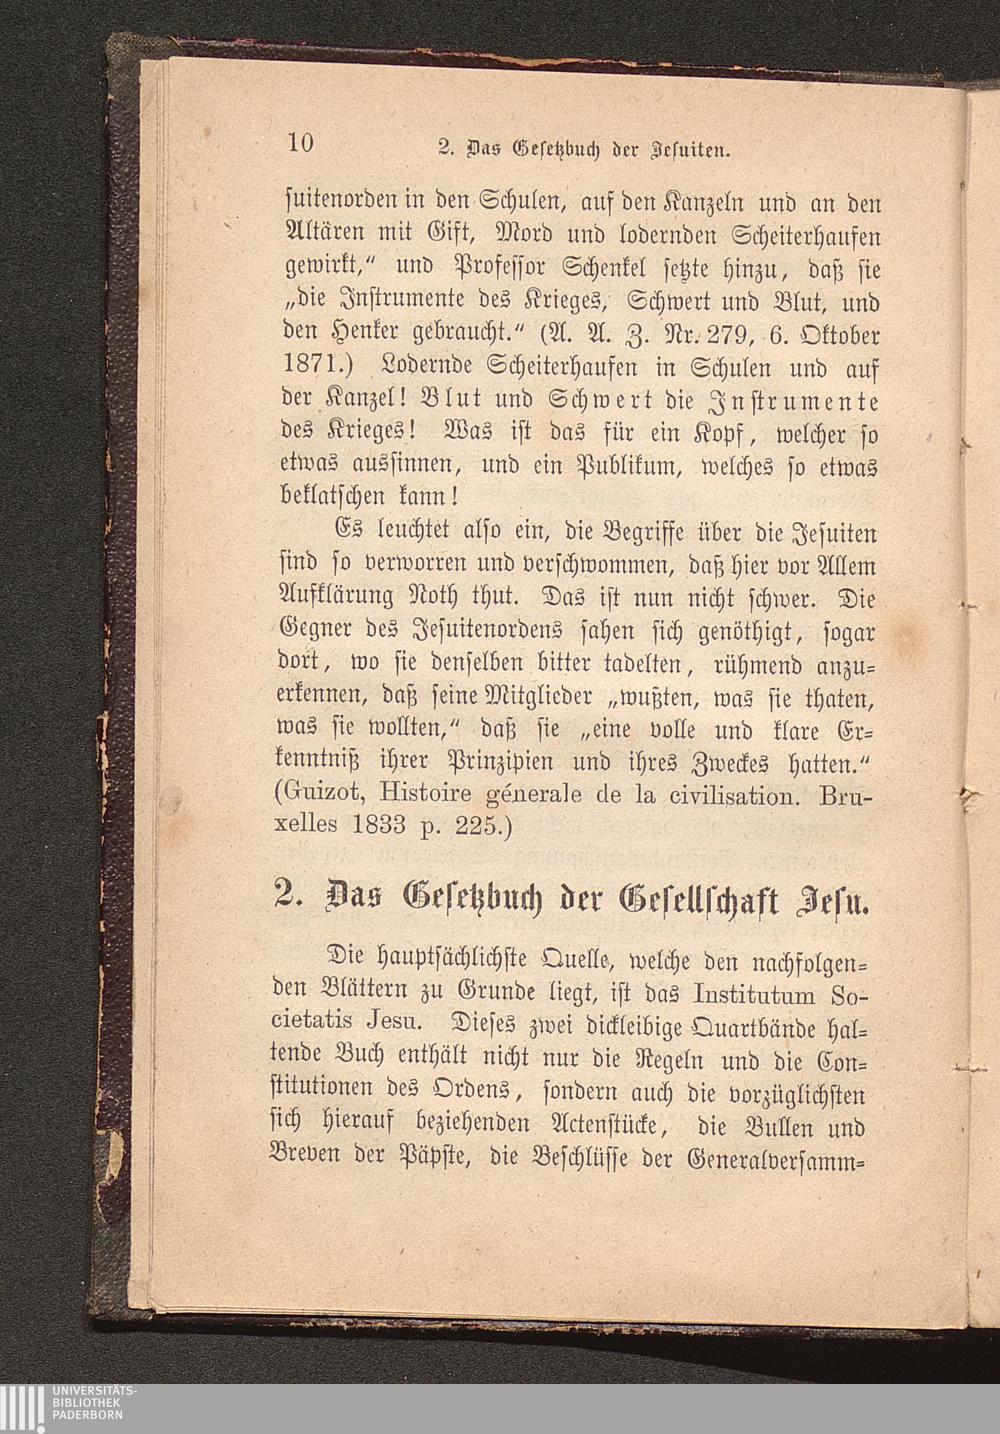 10
2. Das Gesetzbuch der Jesuiten.
suitenorden in den Schulen, auf den Kanzeln und an den
Altären mit Gift, Mord und lodernden Scheiterhaufen
gewirkt,“ und Professor Schenkel setzte hinzu, daß sie
„die Instrumente des Krieges, Schwert und Blut, und
den Henker gebraucht.“ (A. A. Z. Nr. 279, 6. Oktober
1871.) Lodernde Scheiterhaufen in Schulen und auf
der Kanzel! Blut und Schwert die Instrumente
des Krieges! Was ist das für ein Kopf, welcher so
etwas aussinnen, und ein Publikum, welches so etwas
beklatschen kann!
Es leuchtet also ein, die Begriffe über die Jesuiten
sind so verworren und verschwommen, daß hier vor Allem
Aufklärung Noth thut. Das ist nun nicht schwer. Die
Gegner des Jesuitenordens sahen sich genöthigt, sogar
dort, wo sie denselben bitter tadelten, rühmend anzu-
erkennen, daß seine Mitglieder „wußten, was sie thaten,
was sie wollten,“ daß sie „eine volle und klare Er-
kenntniß ihrer Prinzipien und ihres Zweckes hatten.“
(Guizot, Histoire génerale de la civilisation. Bru-
xelles 1833 p. 225.)
2. Das Gesetzbuch der Gesellschaft Jesu.
Die hauptsächlichste Quelle, welche den nachfolgen-
den Blättern zu Grunde liegt, ist das Institutum So-
cietatis Jesu. Dieses zwei dickleibige Quartbände hal-
tende Buch enthält nicht nur die Regeln und die Con-
stitutionen des Ordens, sondern auch die vorzüglichsten
sich hierauf beziehenden Actenstücke, die Bullen und
Breven der Päpste, die Beschlüsse der Generalversamm-
UNIVERSITÄTS-
BIBLIOTHEK
PADERBORN